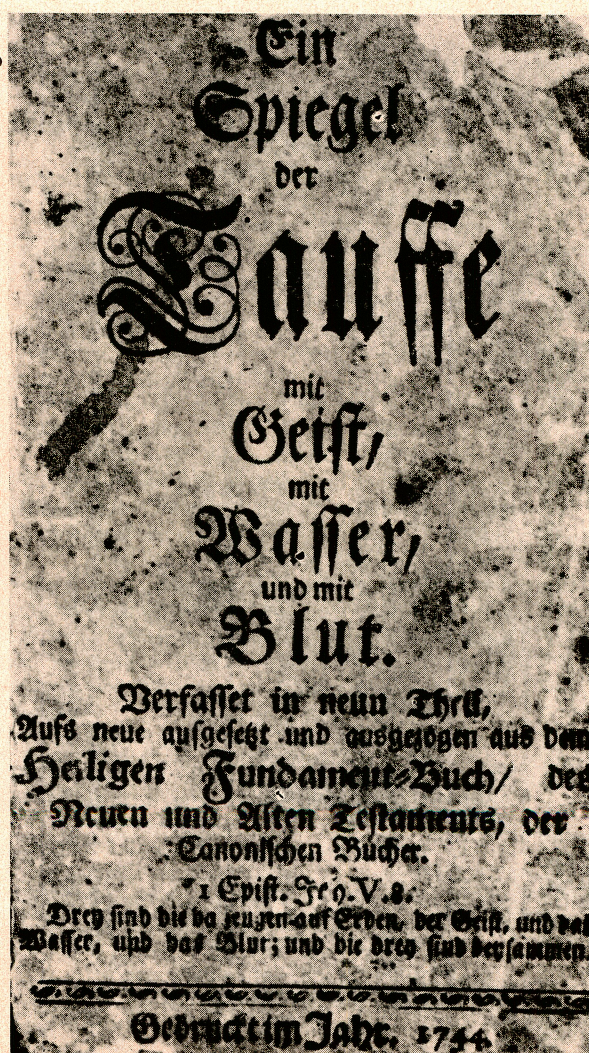 Ein
Spiegel
der
Tauffe
mit
Geist/
mit
Wasser/
und mit
Blut.
Verfasset in neun Theil,
Aufs neue aufgesetzt und ausgezogen aus dem
Heiligen Fundament-Buch/ des
Neuen und Alten Testaments, der
Canonischen Bücher.
1 Epist. V. 8.
Drey sind die da zeugen auf Erden, der Geist, und das
Wasser, und das Blut; und die drey sind beysammen.
Gedruckt im Jahr. 1744.